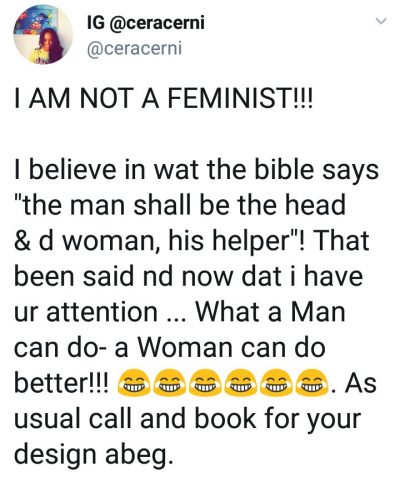 IG @ceracerni
@ceracerni
I AM NOT A FEMINIST!!!
I believe in wat the bible says
"the man shall be the head
& d woman, his helper"! That
been said nd now dat i have
ur attention ... What a Man
can do- a Woman can do
better!!! 😂😂😂😂😂😂. As
usual call and book for your
design abeg.